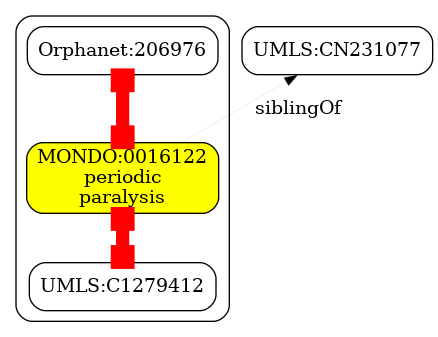 Orphanet:206976
UMLS:CN231077
siblingOf
MONDO:0016122
periodic
paralysis
UMLS:C1279412